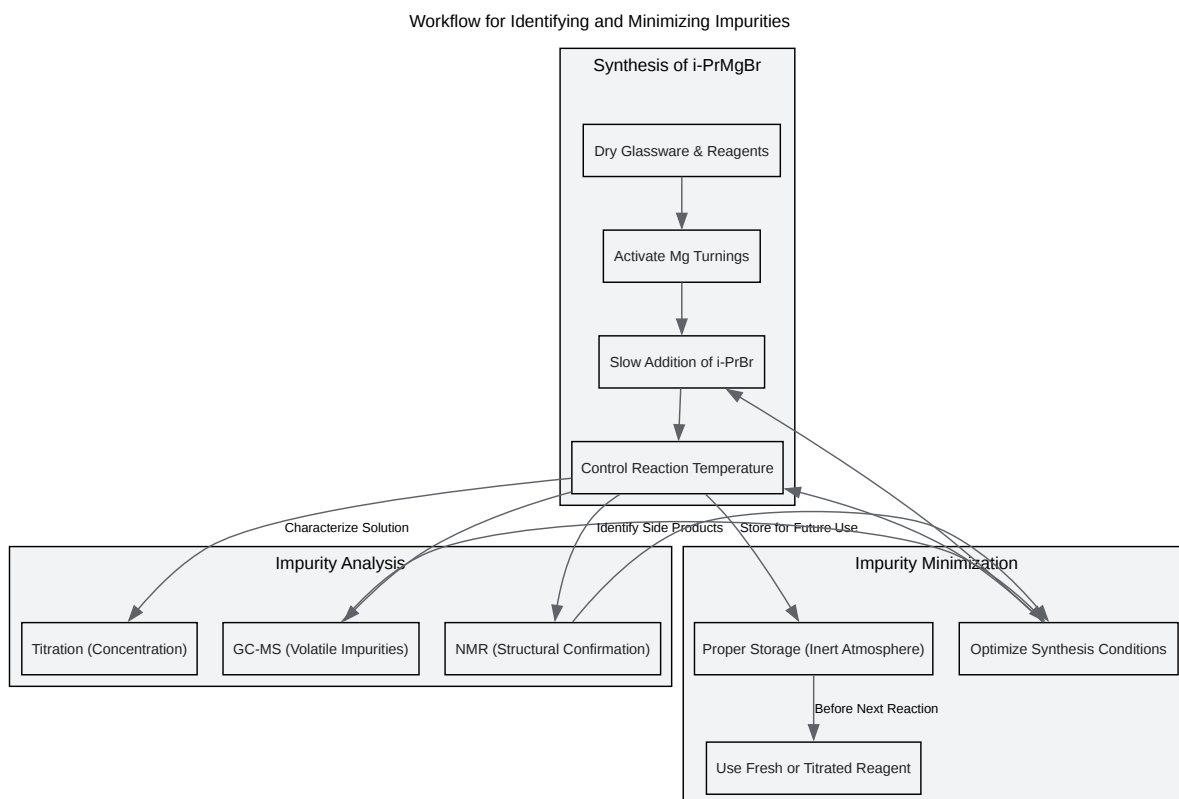 Workflow for Identifying and Minimizing Impurities
Synthesis of i-PrMgBr
Dry Glassware & Reagents
Activate Mg Turnings
Slow Addition of i-PrBr
Control Reaction Temperature
Characterize Solution
Identify Side Products
Store for Future Use
Impurity Analysis
Titration (Concentration)
GC-MS (Volatile Impurities)
NMR (Structural Confirmation)
Impurity Minimization
Proper Storage (Inert Atmosphere)
Optimize Synthesis Conditions
Before Next Reaction
Use Fresh or Titrated Reagent